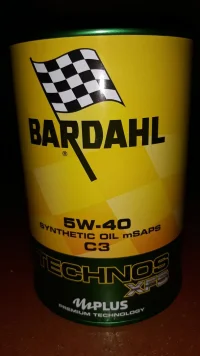 BARDAHL
5W-40
SYNTHETIC OIL mSAPS
C3
TECHNOS
XFS
M PLUS
PREMIUM TECHNOLOGY